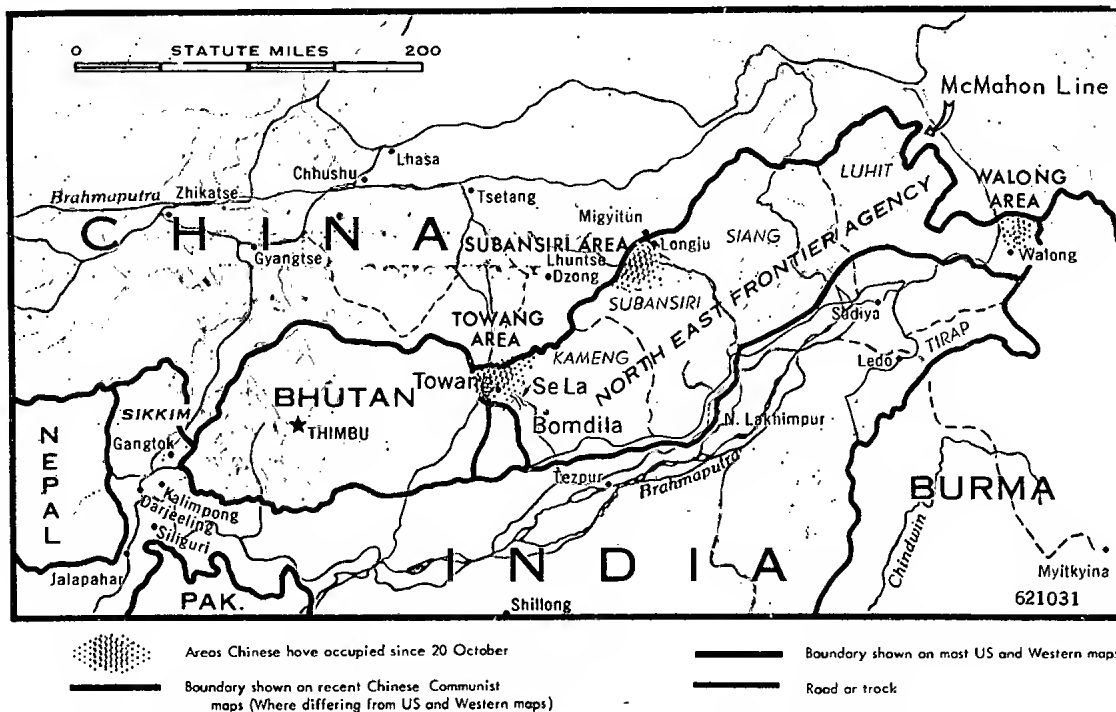 0 STATUTE MILES 200
McMahon Line
Lhasa
Chhushu
Brahmaputra
Zhikatse
Tsetang
LUHIT
WALONG
AREA
CHINA
Migyitun
SUBANSIRI AREA
Longju
SIANG
Gyangtse
Lhuntse
Dzong
Walong
SUBANSIRI
NORTH EAST FRONTIER AGENCY
TOWANG
AREA
Sadiya
KAMENG
TIRAP
Ledo
Towang
Se La
BHUTAN
SIKKIM
THIMBU
Bomdila
N. Lakhimpur
NEPAL
Gangtok
Tezpur
Brahmaputra
BURMA
Kalimpong
Darjeeling
Siliguri
Chindwin
INDIA
Jalapahar
Myitkyina
PAK.
Shillong
621031
Areas Chinese have occupied since 20 October
Boundary shown on most US and Western maps
Boundary shown on recent Chinese Communist
maps (Where differing from US and Western maps)
Road or track